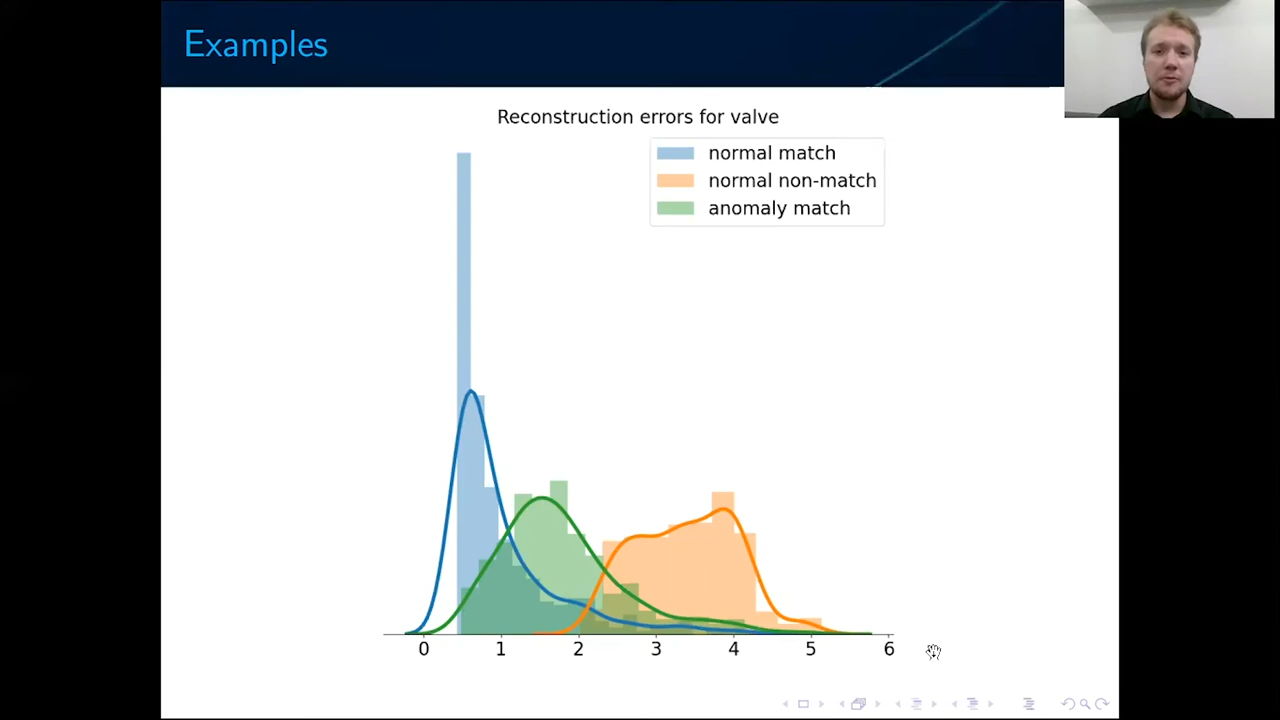 Examples
Reconstruction errors for valve
normal match
normal non-match
anomaly match
0 1 2 3 4 5 6